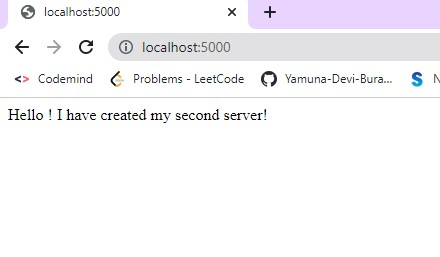 localhost:5000
localhost:5000
Codemind Problems - LeetCode Yamuna-Devi-Bura... N
Hello ! I have created my second server!